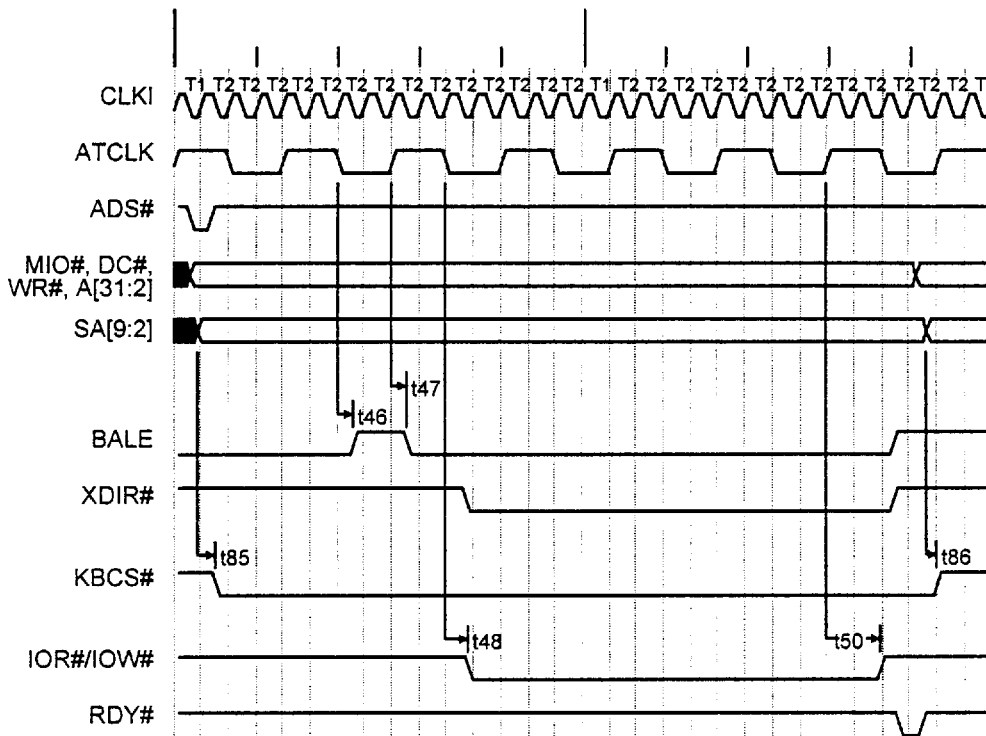 T1 T2 T2 T2 T2 T2 T2 T2 T2 T2 T2 T2 T2 T2 T2 T1 T2 T2 T2 T2 T2 T2 T2 T2 T2 T2 T2 T2 T2 T
CLKI
ATCLK
ADS#
MIO#, DC#,
WR#, A[31:2]
SA[9:2]
t47
t46
BALE
XDIR#
t85
t86
KBCS#
t48
t50
IOR#/IOW#
RDY#